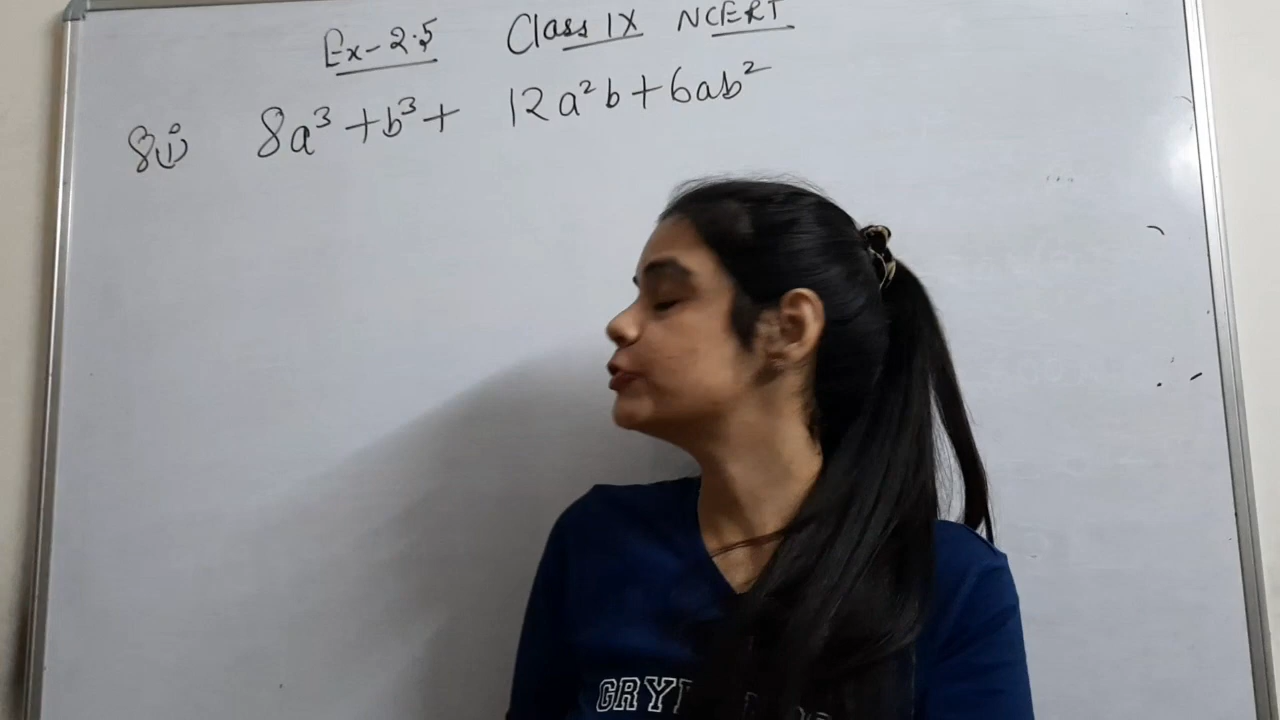 Ex-2.5 Class IX NCERT
8(i) 8a³ + b³ + 12a²b + 6ab²